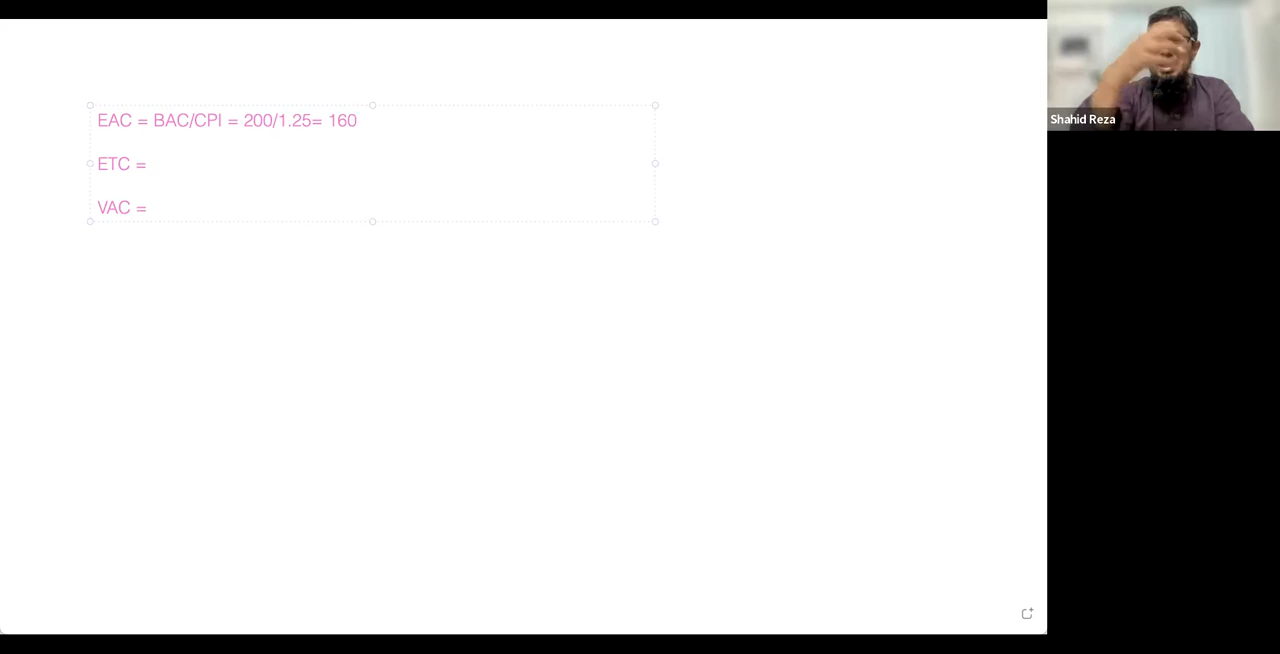 EAC = BAC/CPI = 200/1.25= 160
ETC =
VAC =
Shahid Reza